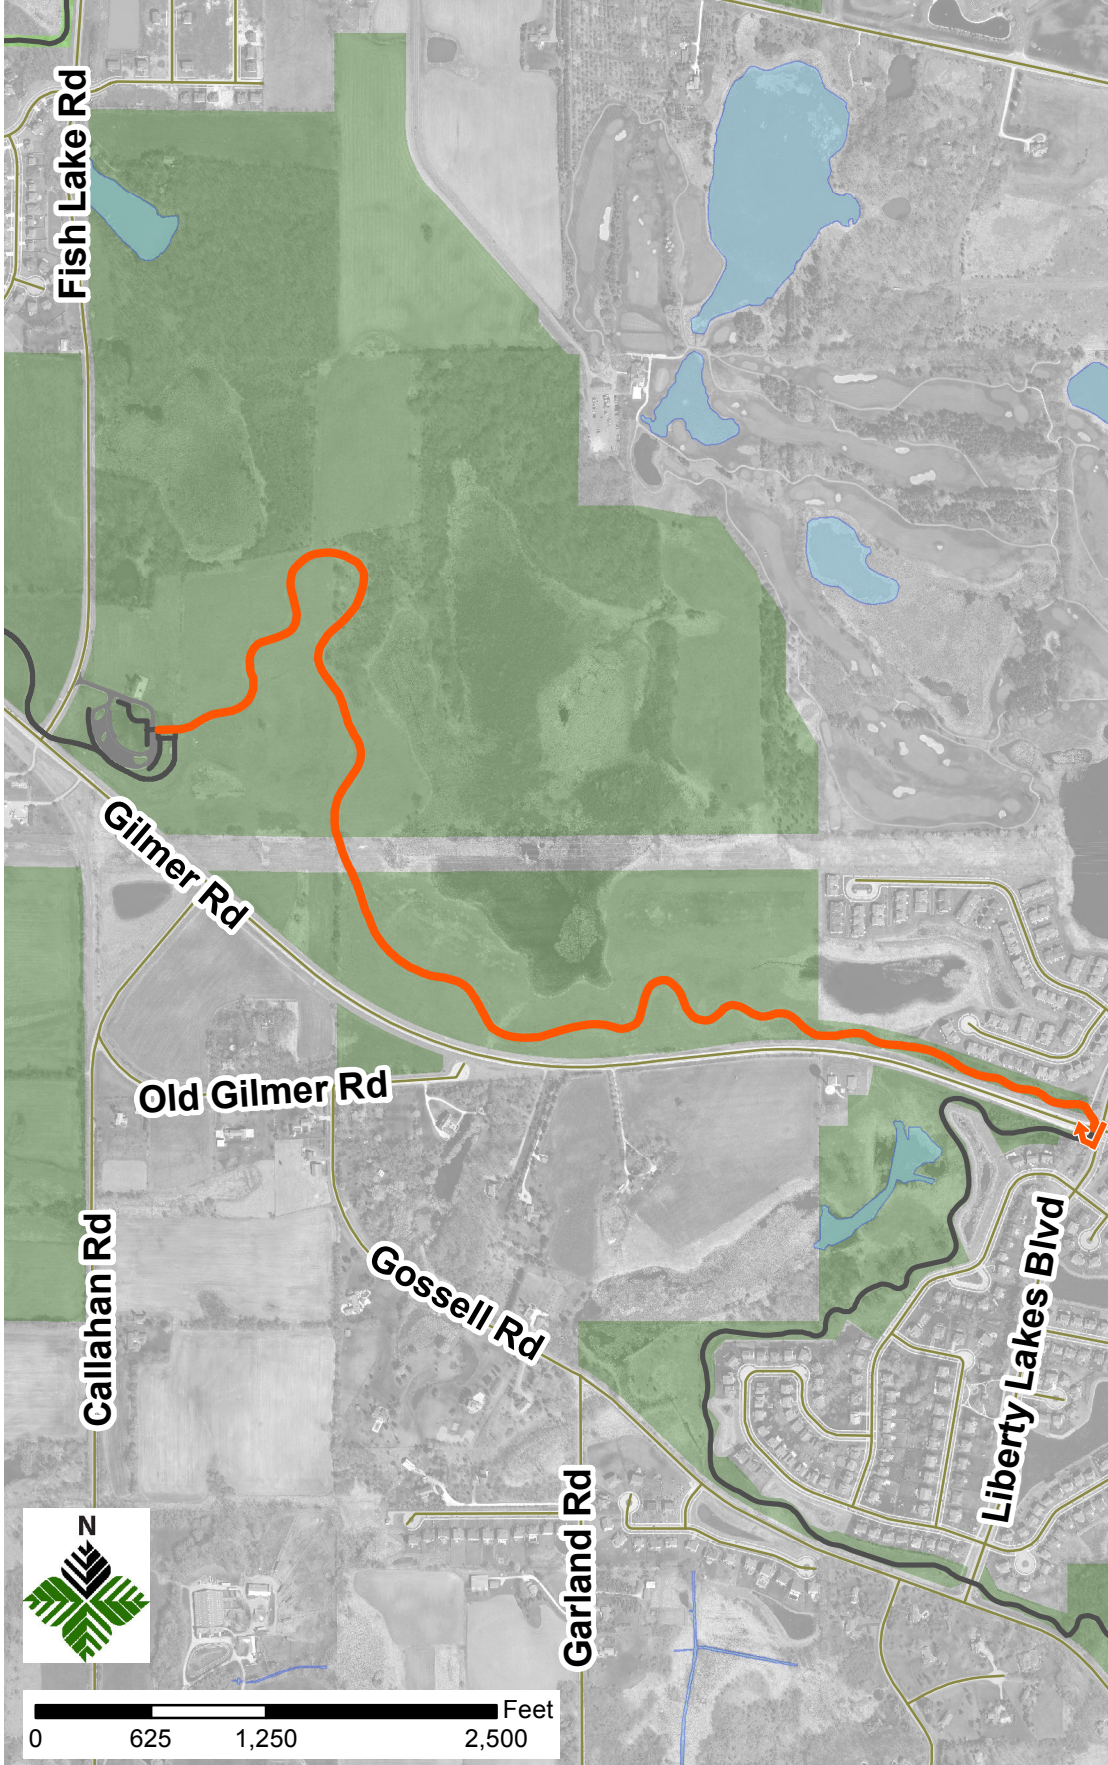 Fish Lake Rd
Gilmer Rd
Old Gilmer Rd
Callahan Rd
Gossell Rd
Liberty Lakes Blvd
Garland Rd
N
Feet
0 625 1,250 2,500